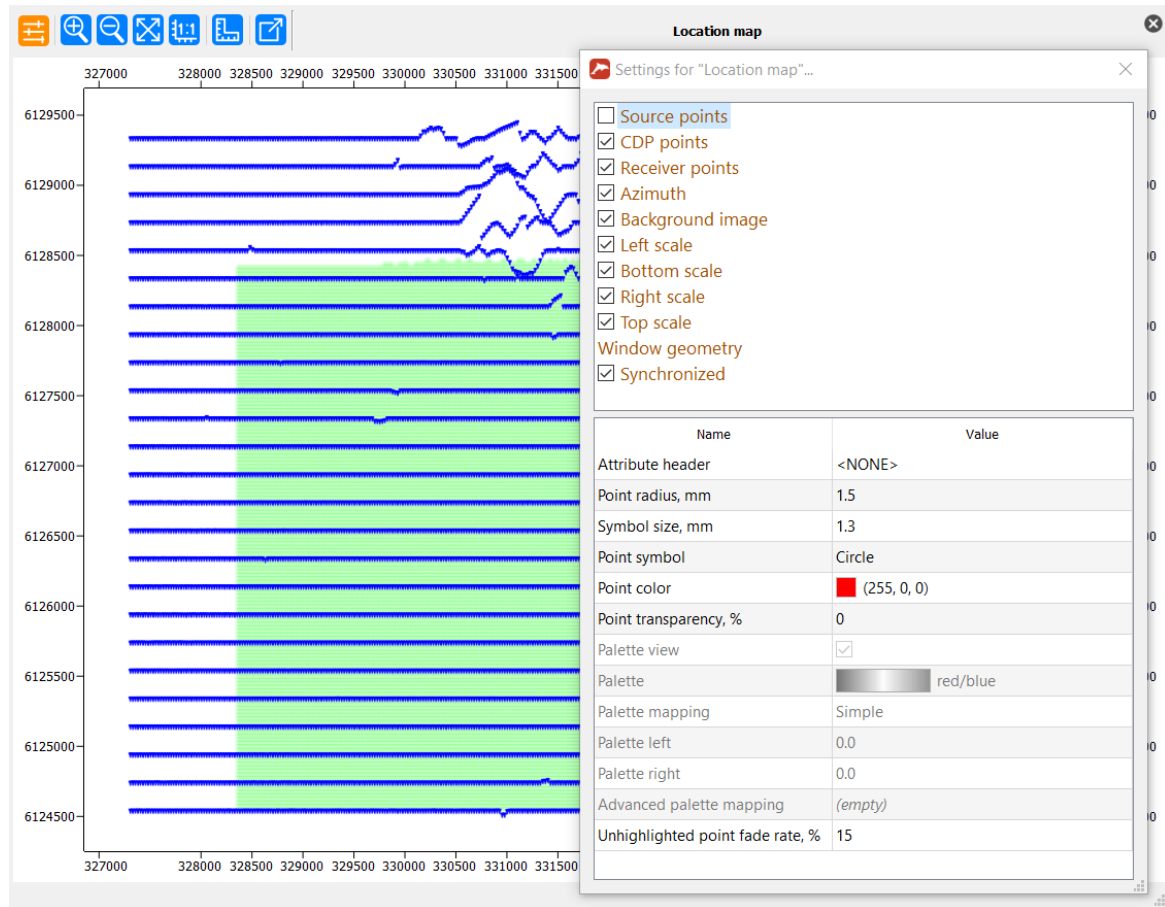 1:1
Location map
327000 328000 328500 329000 329500 330000 330500 331000 331500
6129500
6129000
6128500
6128000
6127500
6127000
6126500
6126000
6125500
6125000
6124500
327000 328000 328500 329000 329500 330000 330500 331000 331500
Settings for "Location map"...
Source points
CDP points
Receiver points
Azimuth
Background image
Left scale
Bottom scale
Right scale
Top scale
Window geometry
Synchronized
Name Value
Attribute header <NONE>
Point radius, mm 1.5
Symbol size, mm 1.3
Point symbol Circle
Point color (255, 0, 0)
Point transparency, % 0
Palette view
Palette red/blue
Palette mapping Simple
Palette left 0.0
Palette right 0.0
Advanced palette mapping (empty)
Unhighlighted point fade rate, % 15